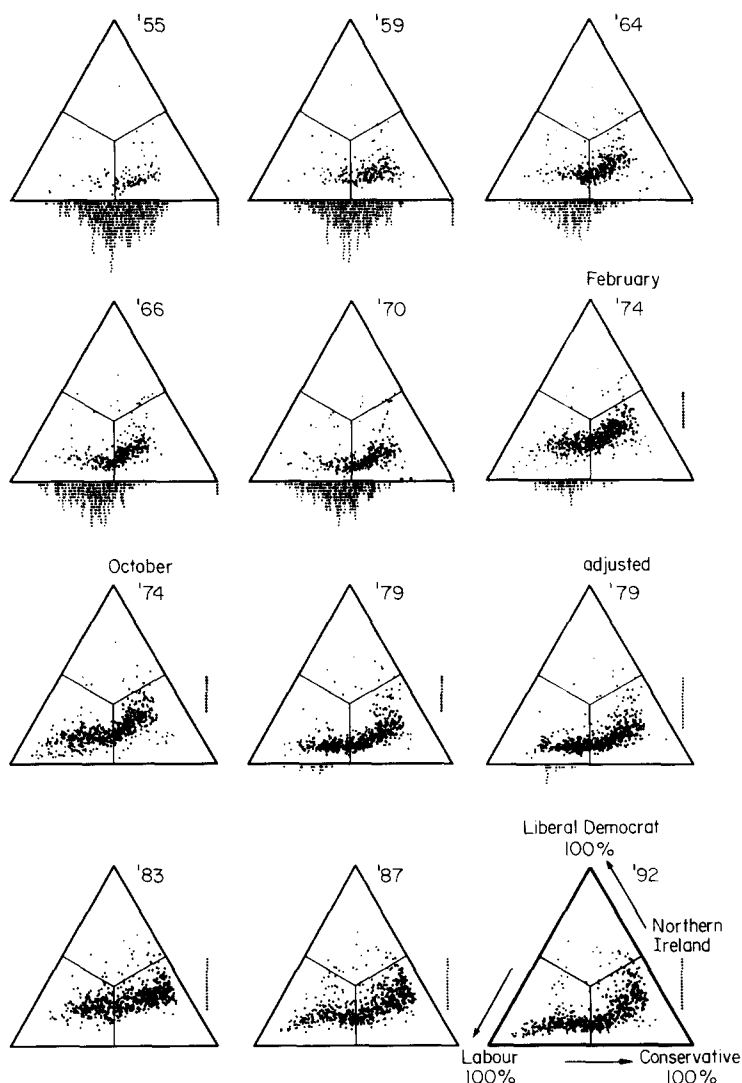 '55
'59
'64
'66
'70
February
'74
October
'74
'79
adjusted
'79
'83
'87
Liberal Democrat
100%
'92
Northern
Ireland
Labour
100%
Conservative
100%